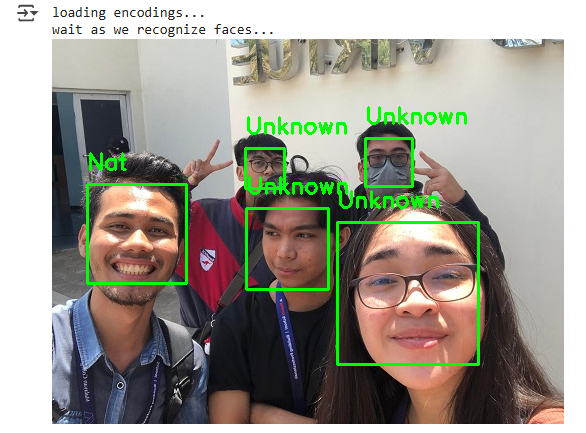 loading encodings...
wait as we recognize faces...
Unknown
Unknown
Nat
Unknown
Unknown